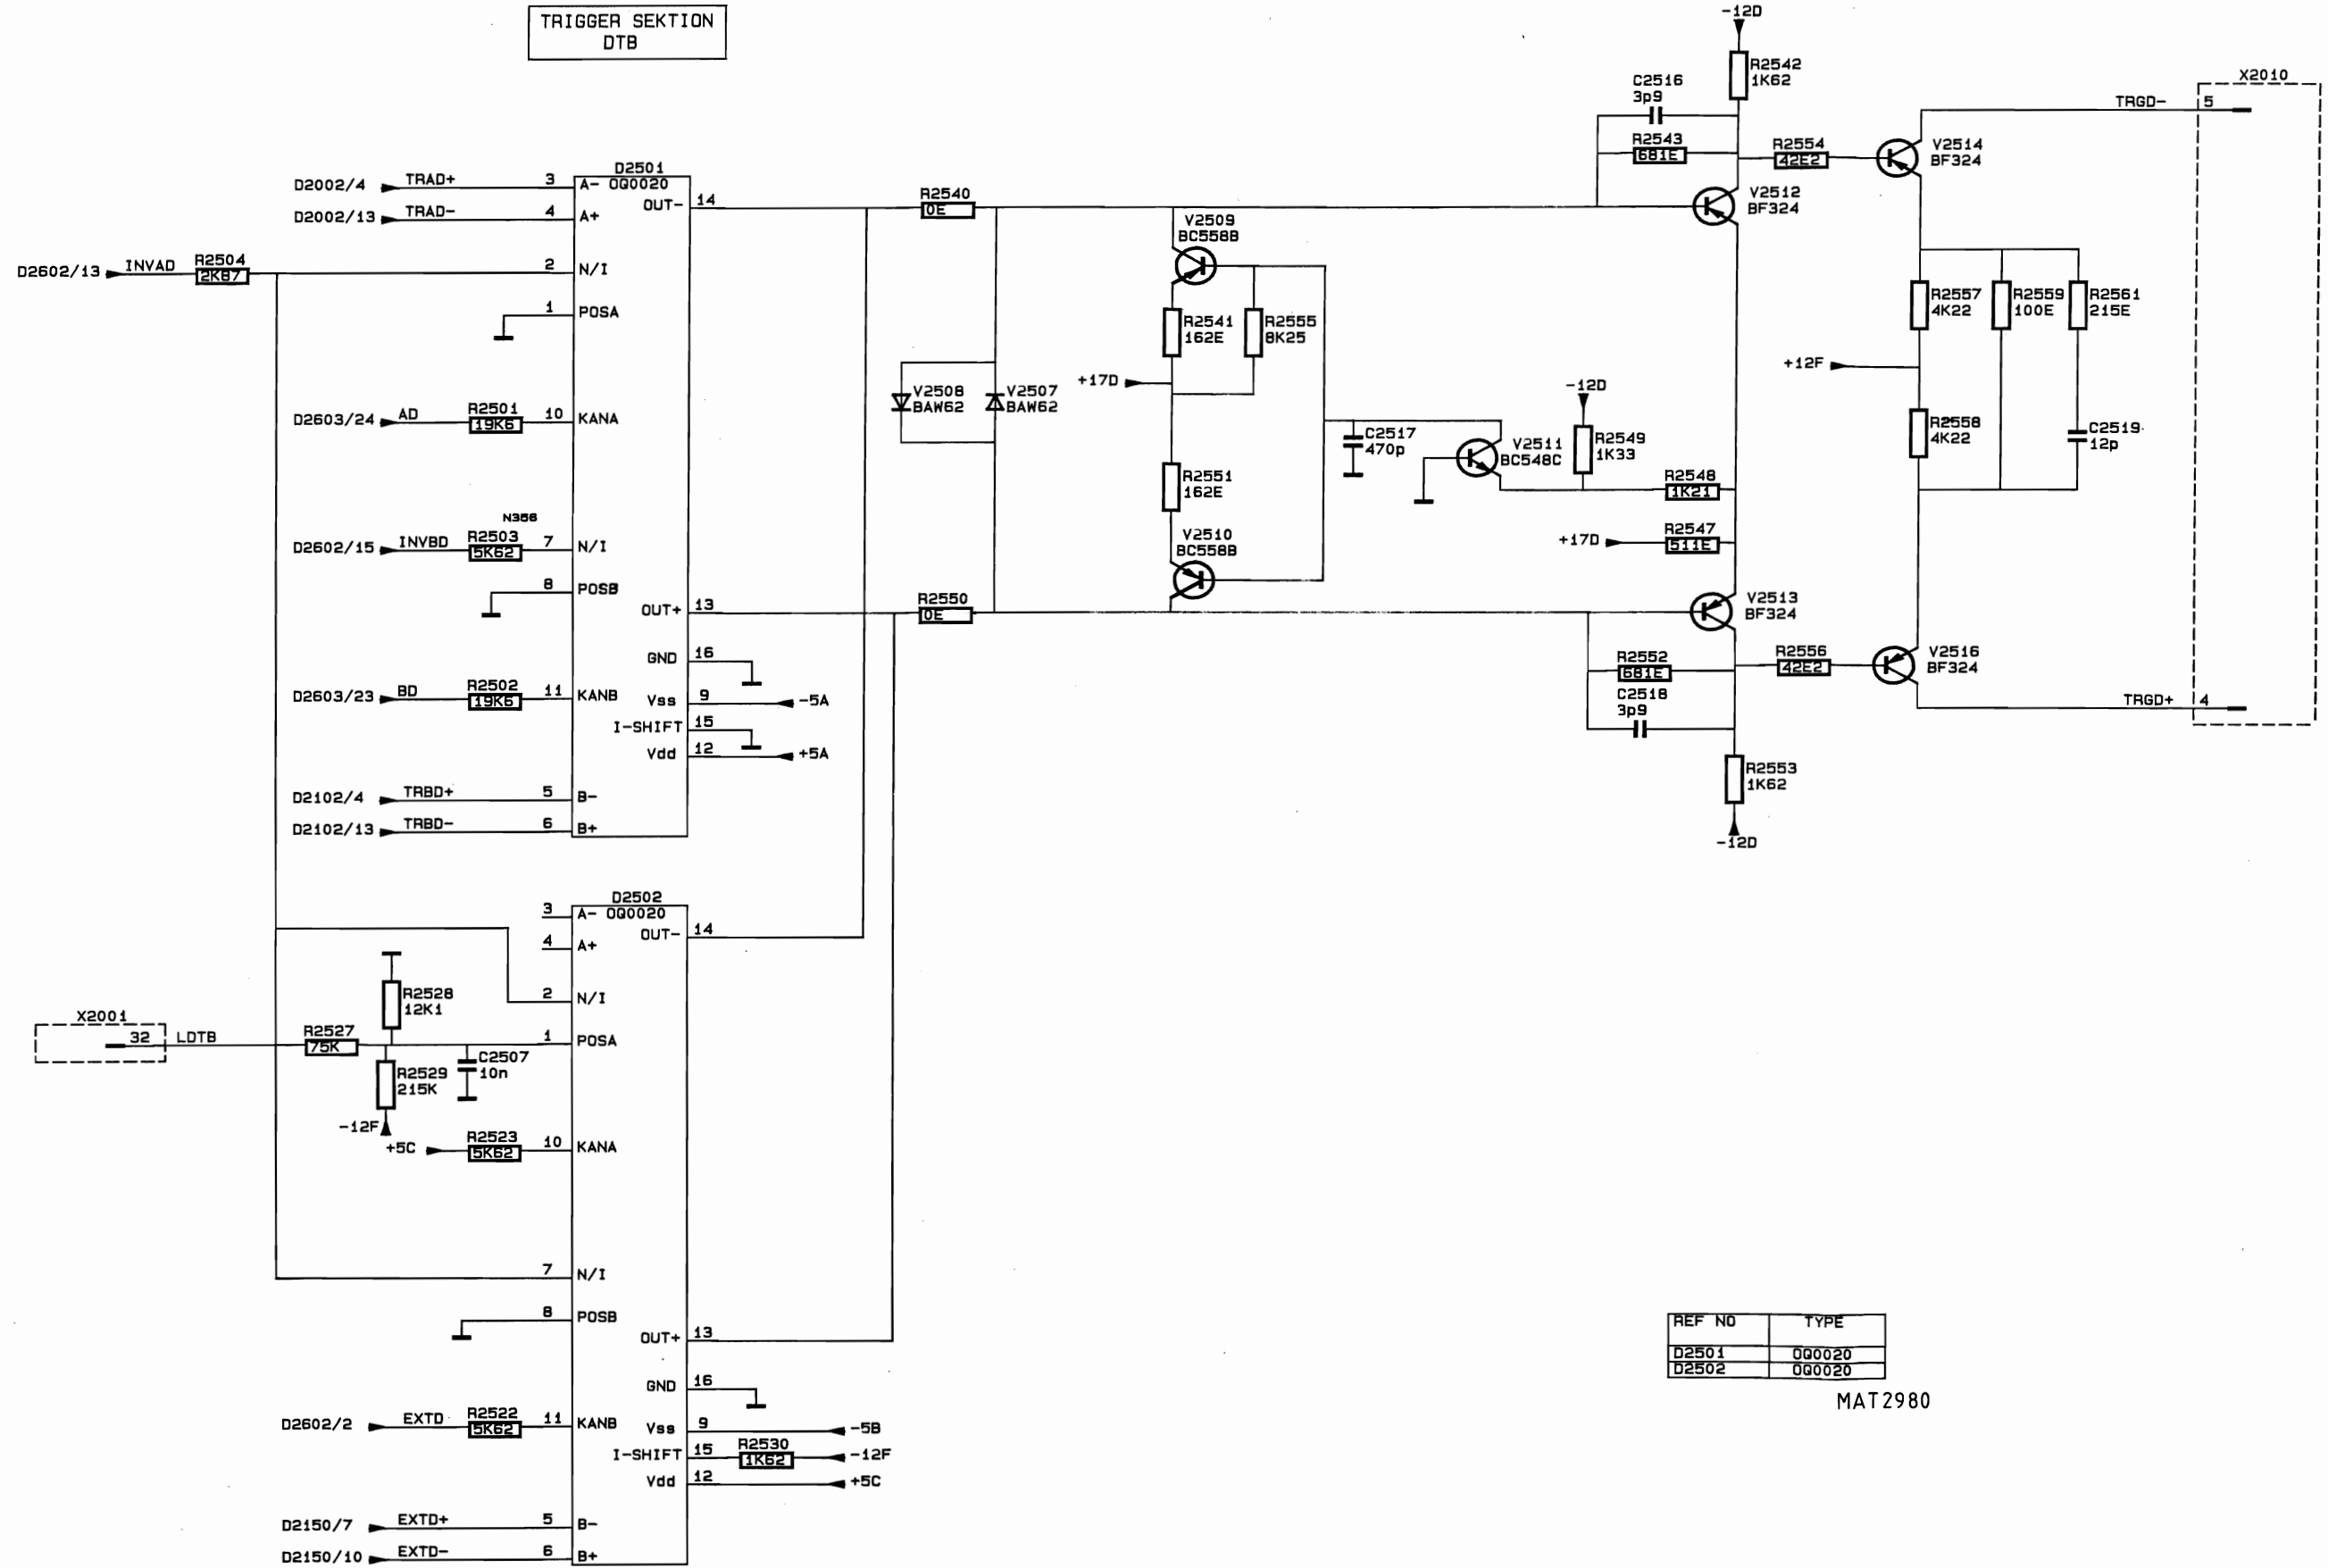 TRIGGER SEKTION
DTB
-12D
R2542
1K62
C2516
3p9
X2010
TRGD-
5
R2543
681E
R2554
42E2
V2514
BF324
D2501
D2002/4
TRAD+
3
A-
OQ0020
OUT-
14
R2540
0E
V2512
BF324
D2002/13
TRAD-
4
A+
V2509
BC558B
D2602/13
INVAD
R2504
2K87
2
N/I
1
POSA
R2541
162E
R2555
8K25
R2557
4K22
R2559
100E
R2561
215E
+12F
+17D
-12D
V2508
BAW62
V2507
BAW62
D2603/24
AD
R2501
19K6
10
KANA
C2517
470p
V2511
BC548C
R2549
1K33
R2558
4K22
C2519
12p
R2551
162E
R2548
1K21
N356
D2602/15
INVBD
R2503
5K62
7
N/I
V2510
BC558B
+17D
R2547
511E
8
POSB
OUT+
13
R2550
0E
V2513
BF324
GND
16
R2552
681E
R2556
42E2
V2516
BF324
D2603/23
BD
R2502
19K6
11
KANB
Vss
9
-5A
C2518
3p9
TRGD+
4
I-SHIFT
15
Vdd
12
+5A
R2553
1K62
D2102/4
TRBD+
5
B-
D2102/13
TRBD-
6
B+
-12D
D2502
3
A-
OQ0020
OUT-
14
4
A+
R2528
12K1
2
N/I
X2001
32
LDTB
R2527
75K
1
POSA
R2529
215K
C2507
10n
-12F
+5C
R2523
5K62
10
KANA
7
N/I
8
POSB
OUT+
13
REF NO
TYPE
D2501
OQ0020
D2502
OQ0020
MAT2980
GND
16
D2602/2
EXTD
R2522
5K62
11
KANB
Vss
9
-5B
I-SHIFT
15
R2530
1K62
-12F
Vdd
12
+5C
D2150/7
EXTD+
5
B-
D2150/10
EXTD-
6
B+